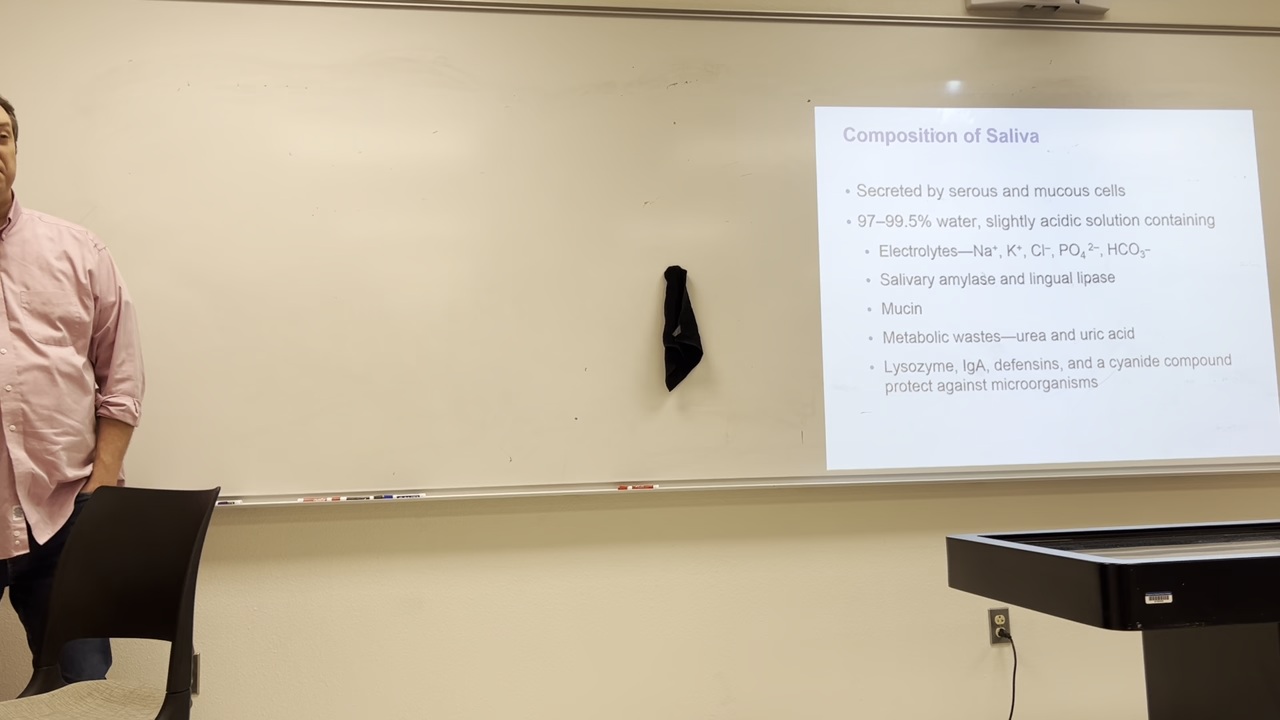 Composition of Saliva
• Secreted by serous and mucous cells
• 97–99.5% water, slightly acidic solution containing
• Electrolytes—Na⁺, K⁺, Cl⁻, PO₄²⁻, HCO₃⁻
• Salivary amylase and lingual lipase
• Mucin
• Metabolic wastes—urea and uric acid
• Lysozyme, IgA, defensins, and a cyanide compound
protect against microorganisms